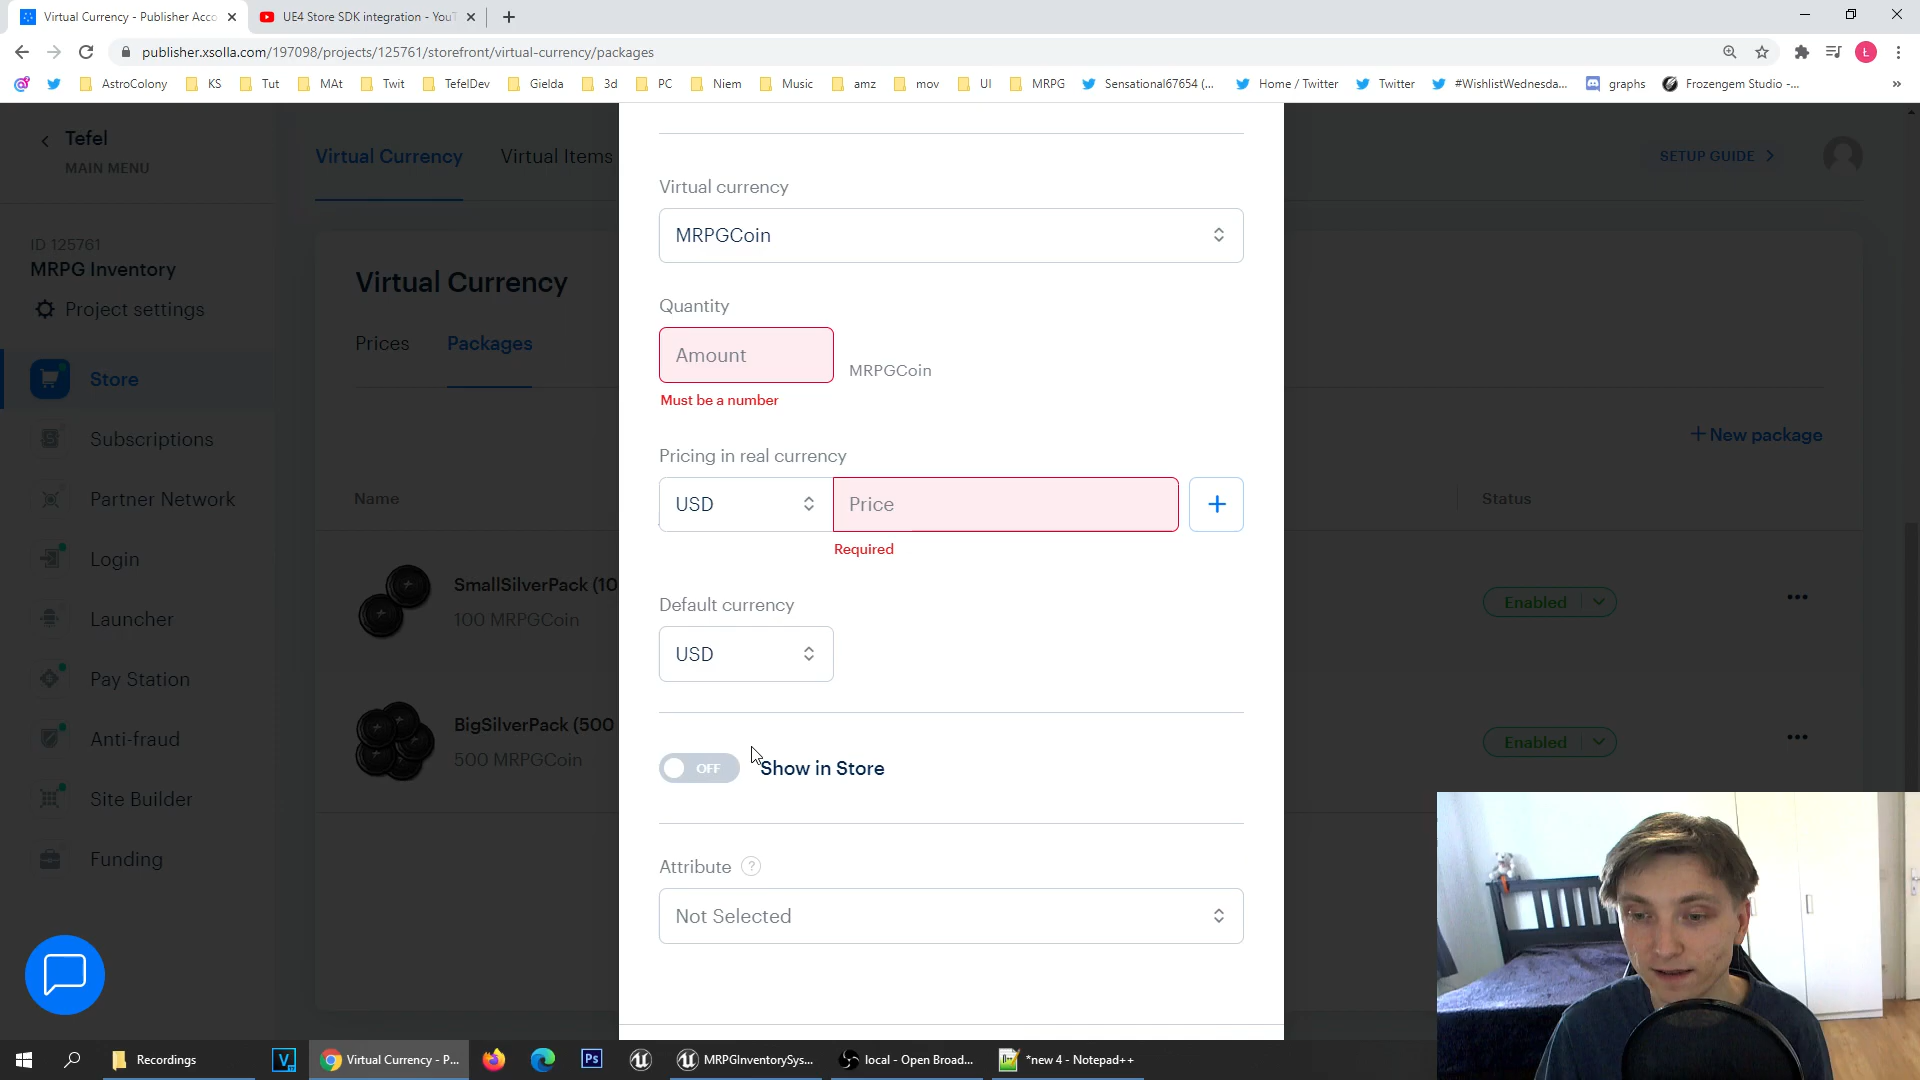 Virtual Currency - Publisher Acco
UE4 Store SDK integration - YouT
publisher.xsolla.com/197098/projects/125761/storefront/virtual-currency/packages
Ł
AstroColony
KS
Tut
MAt
Twit
TefelDev
Gielda
3d
PC
Niem
Music
amz
mov
UI
MRPG
Sensational67654 (...
Home / Twitter
Twitter
#WishlistWednesda...
graphs
Frozengem Studio -...
»
Tefel
MAIN MENU
ID 125761
MRPG Inventory
Project settings
Store
Subscriptions
Partner Network
Login
Launcher
Pay Station
Anti-fraud
Site Builder
Funding
Virtual Currency
Virtual Items
SETUP GUIDE
Virtual Currency
Prices
Packages
+ New package
Name
Status
SmallSilverPack (10
100 MRPGCoin
Enabled
BigSilverPack (500
500 MRPGCoin
Enabled
Virtual currency
MRPGCoin
Quantity
Amount
MRPGCoin
Must be a number
Pricing in real currency
USD
Price
+
Required
Default currency
USD
OFF
Show in Store
Attribute ?
Not Selected
Recordings
V
Virtual Currency - P...
Ps
MRPGInventorySys...
local - Open Broad...
*new 4 - Notepad++